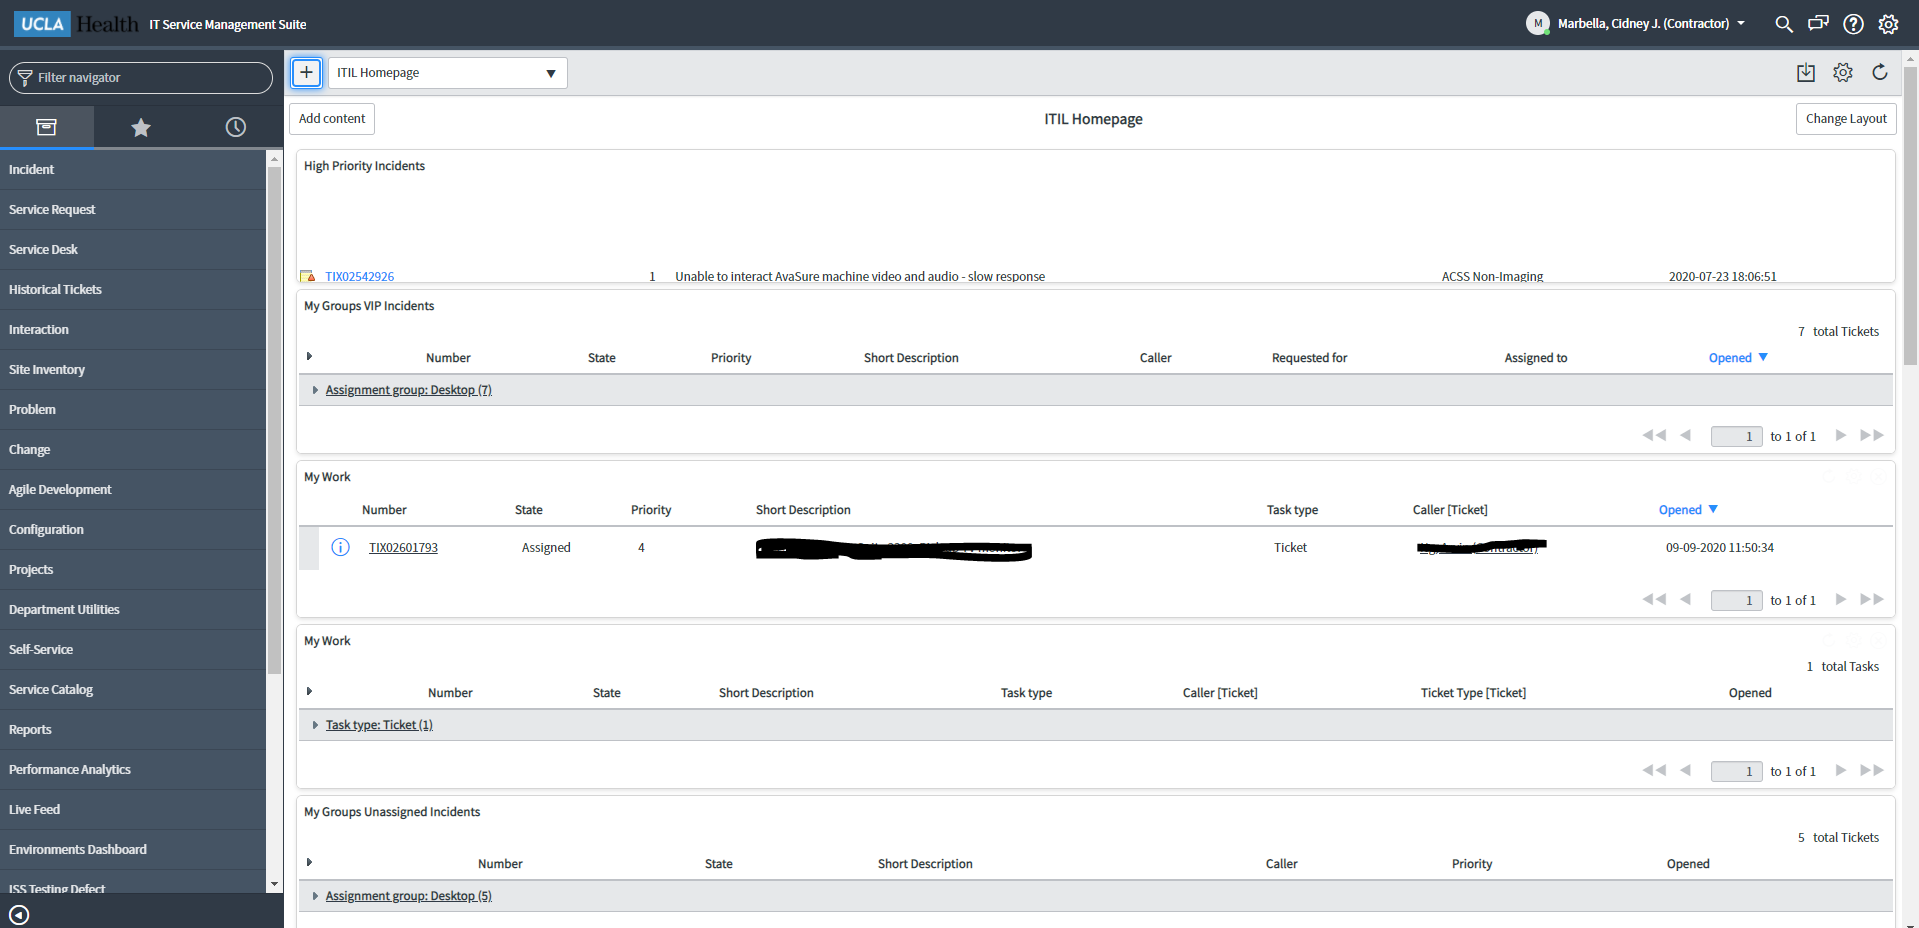 UCLA Health IT Service Management Suite
M Marbella, Cidney J. (Contractor)
Filter navigator
Incident
Service Request
Service Desk
Historical Tickets
Interaction
Site Inventory
Problem
Change
Agile Development
Configuration
Projects
Department Utilities
Self-Service
Service Catalog
Reports
Performance Analytics
Live Feed
Environments Dashboard
ISS Testing Defect
ITIL Homepage
Add content ITIL Homepage Change Layout
High Priority Incidents
TIX02542926 1 Unable to interact AvaSure machine video and audio - slow response ACSS Non-Imaging 2020-07-23 18:06:51
My Groups VIP Incidents
7 total Tickets
Number State Priority Short Description Caller Requested for Assigned to Opened
Assignment group: Desktop (7)
1 to 1 of 1
My Work
Number State Priority Short Description Task type Caller [Ticket] Opened
TIX02601793 Assigned 4 Ticket 09-09-2020 11:50:34
1 to 1 of 1
My Work
1 total Tasks
Number State Short Description Task type Caller [Ticket] Ticket Type [Ticket] Opened
Task type: Ticket (1)
1 to 1 of 1
My Groups Unassigned Incidents
5 total Tickets
Number State Short Description Caller Priority Opened
Assignment group: Desktop (5)